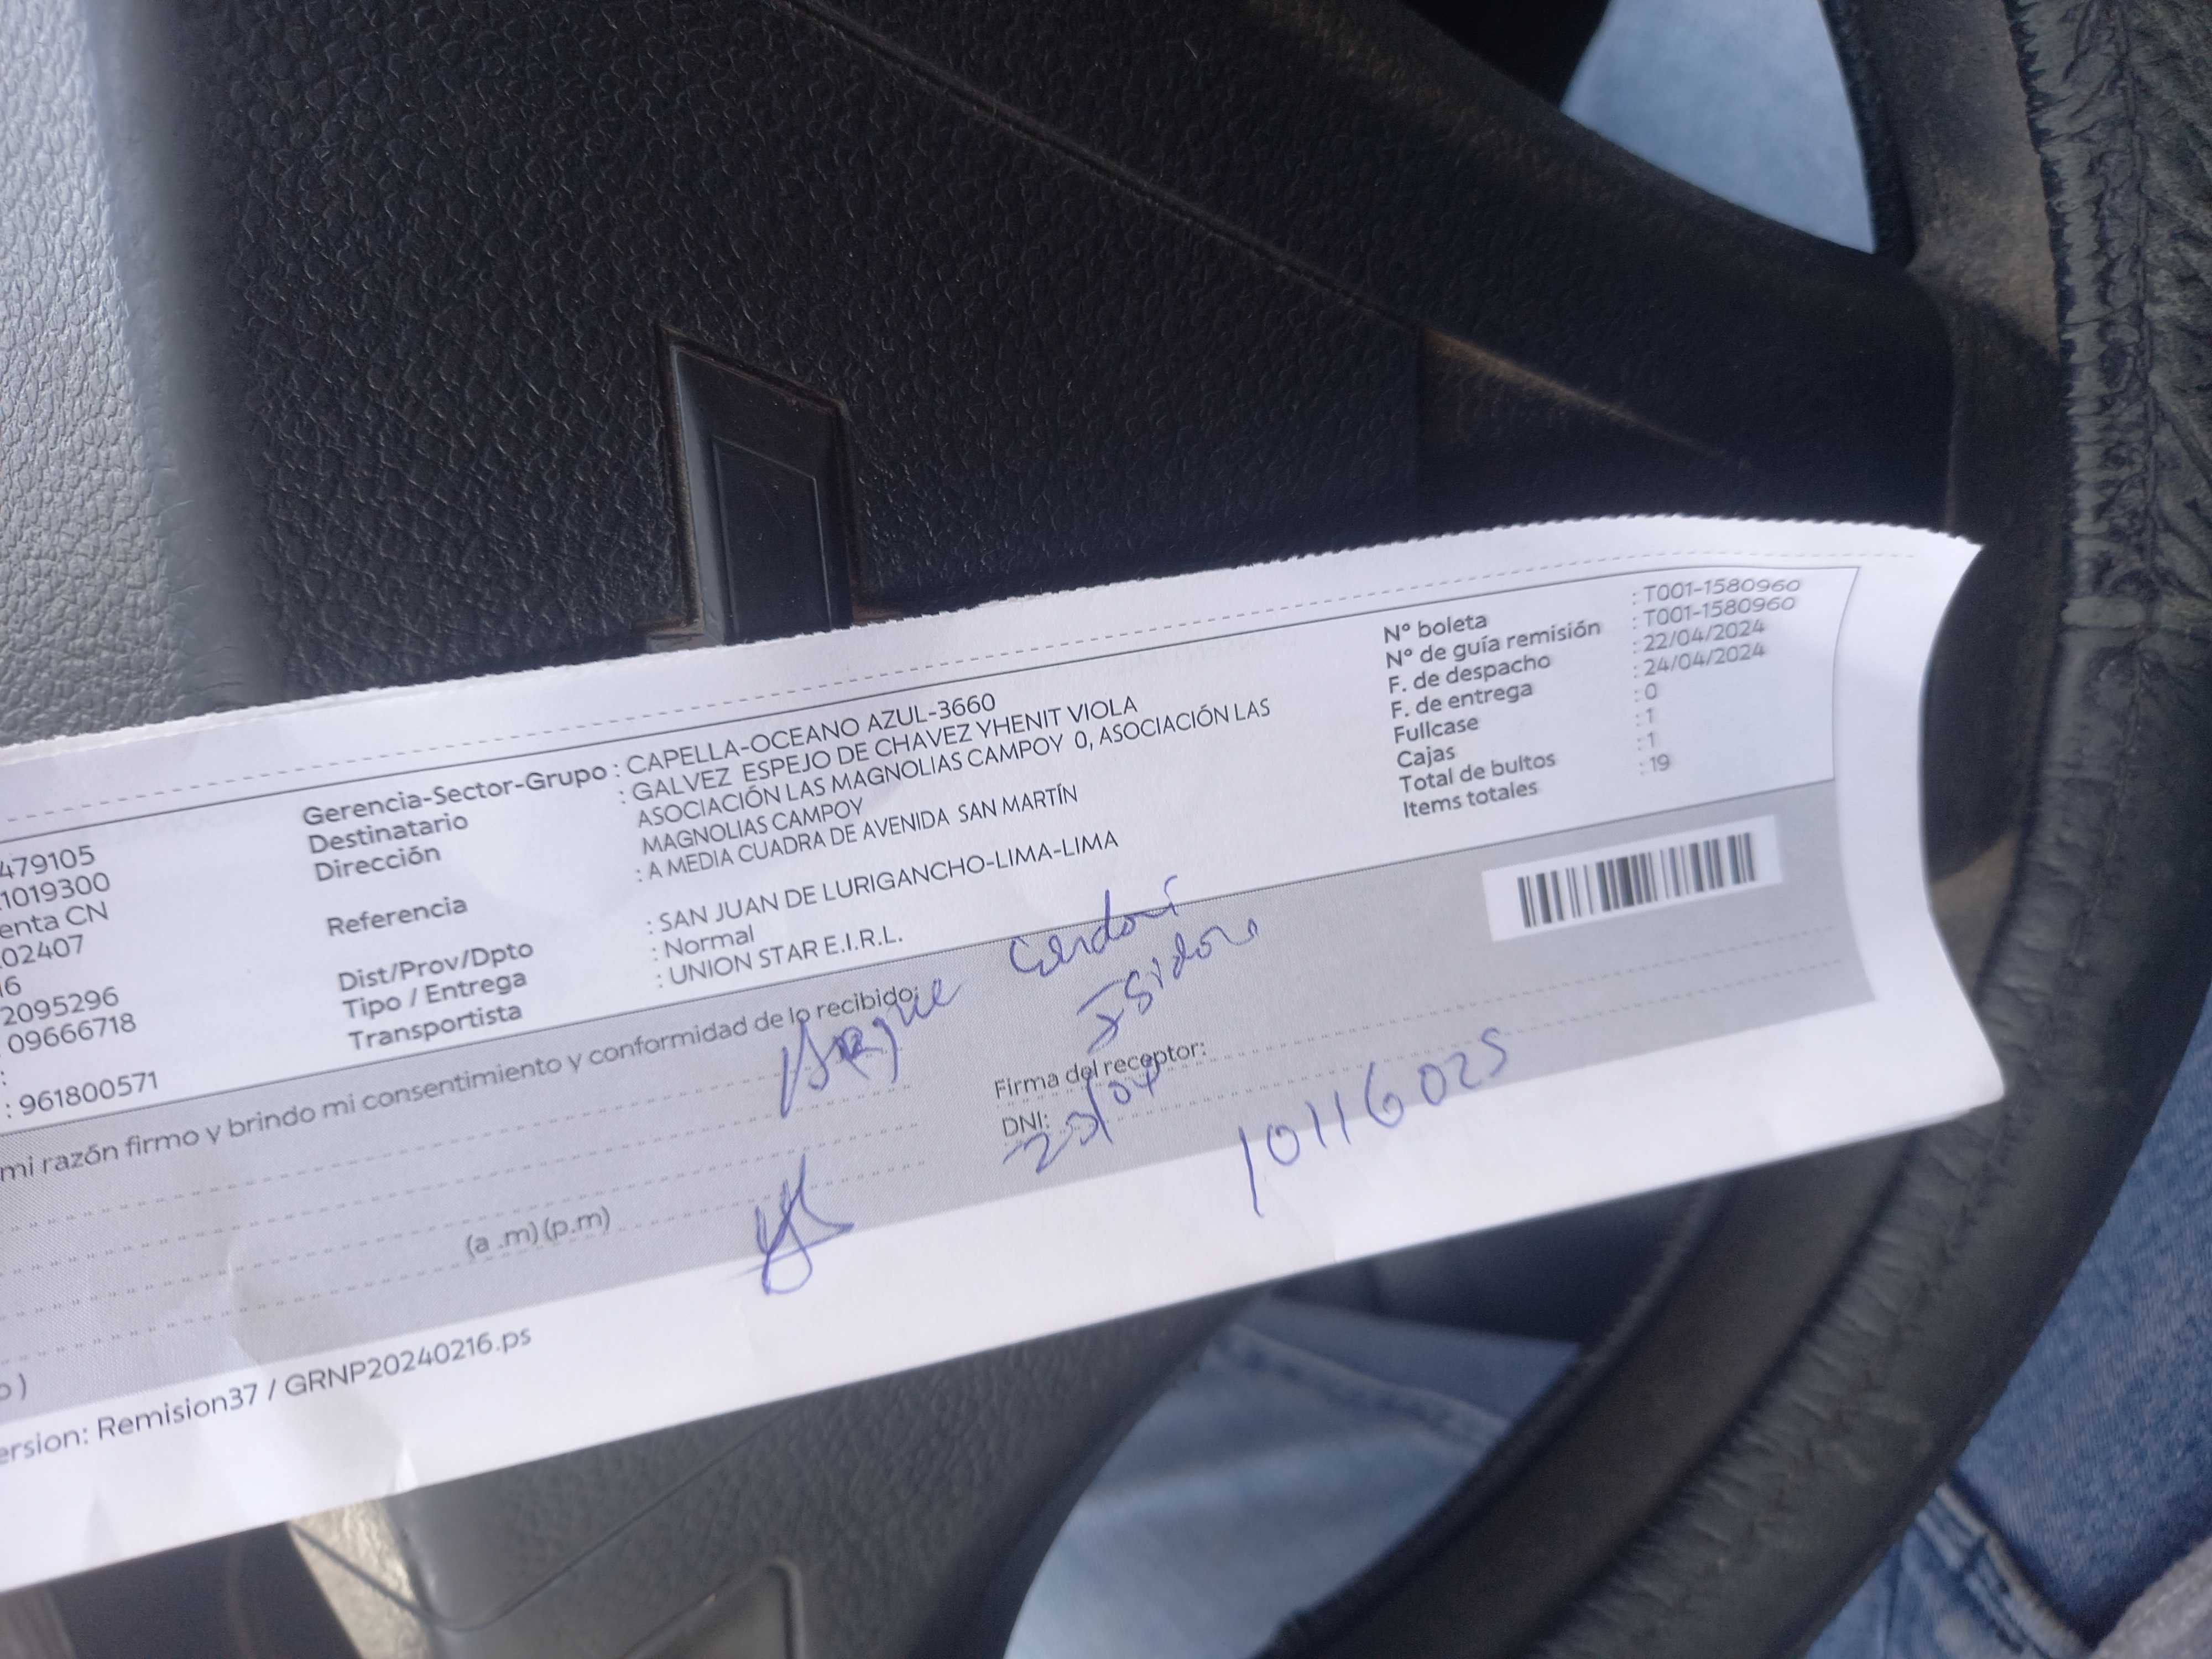 479105
1019300
enta CN
02407
16
2095296
09666718
:
: 961800571
Gerencia-Sector-Grupo : CAPELLA-OCEANO AZUL-3660
Destinatario : GALVEZ ESPEJO DE CHAVEZ YHENIT VIOLA
Dirección ASOCIACIÓN LAS MAGNOLIAS CAMPOY 0, ASOCIACIÓN LAS
MAGNOLIAS CAMPOY
Referencia : A MEDIA CUADRA DE AVENIDA SAN MARTÍN
Dist/Prov/Dpto : SAN JUAN DE LURIGANCHO-LIMA-LIMA
Tipo / Entrega : Normal
Transportista : UNION STAR E.I.R.L.
Nº boleta : T001-1580960
Nº de guía remisión : T001-1580960
F. de despacho : 22/04/2024
F. de entrega : 24/04/2024
Fullcase : 0
Cajas : 1
Total de bultos : 1
Items totales : 19
mi razón firmo y brindo mi consentimiento y conformidad de lo recibido:
Isidoro
Firma del receptor:
DNI:
10116025
(a .m) (p.m)
o )
ersion: Remision37 / GRNP20240216.ps